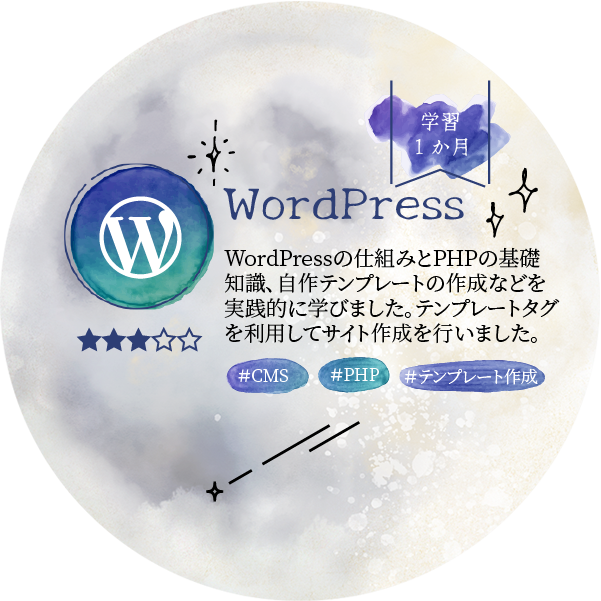 学習
1 か月
WordPress
WordPressの仕組みとPHPの基礎
知識、自作テンプレートの作成などを
実践的に学びました。テンプレートタグ
を利用してサイト作成を行いました。
#CMS
#PHP
#テンプレート作成